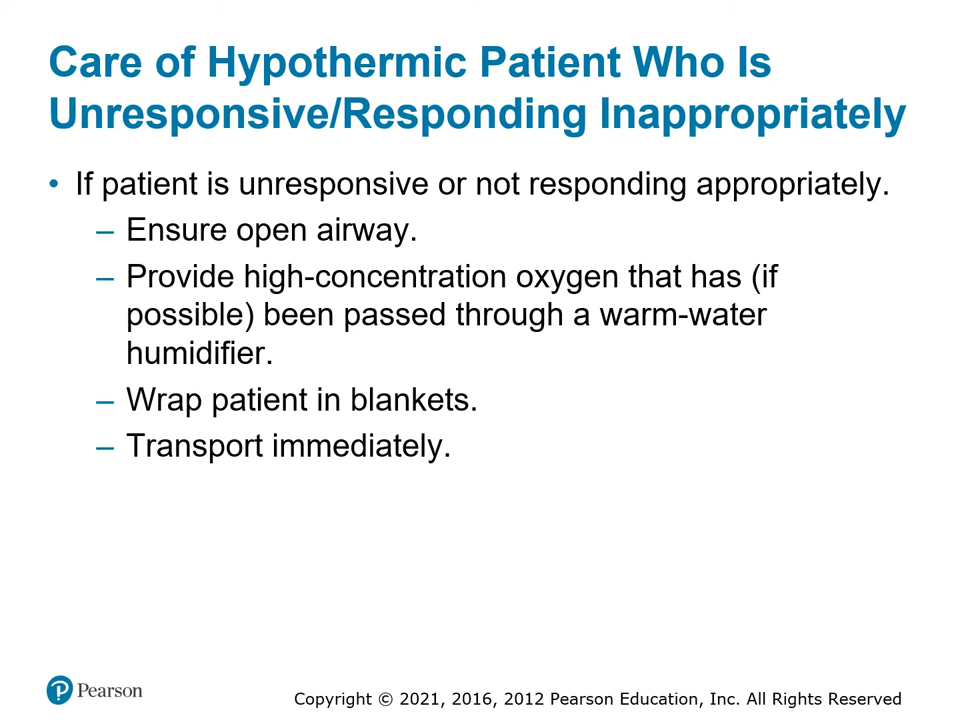 Care of Hypothermic Patient Who Is
Unresponsive/Responding Inappropriately
• If patient is unresponsive or not responding appropriately.
– Ensure open airway.
– Provide high-concentration oxygen that has (if
possible) been passed through a warm-water
humidifier.
– Wrap patient in blankets.
– Transport immediately.
Pearson
Copyright © 2021, 2016, 2012 Pearson Education, Inc. All Rights Reserved